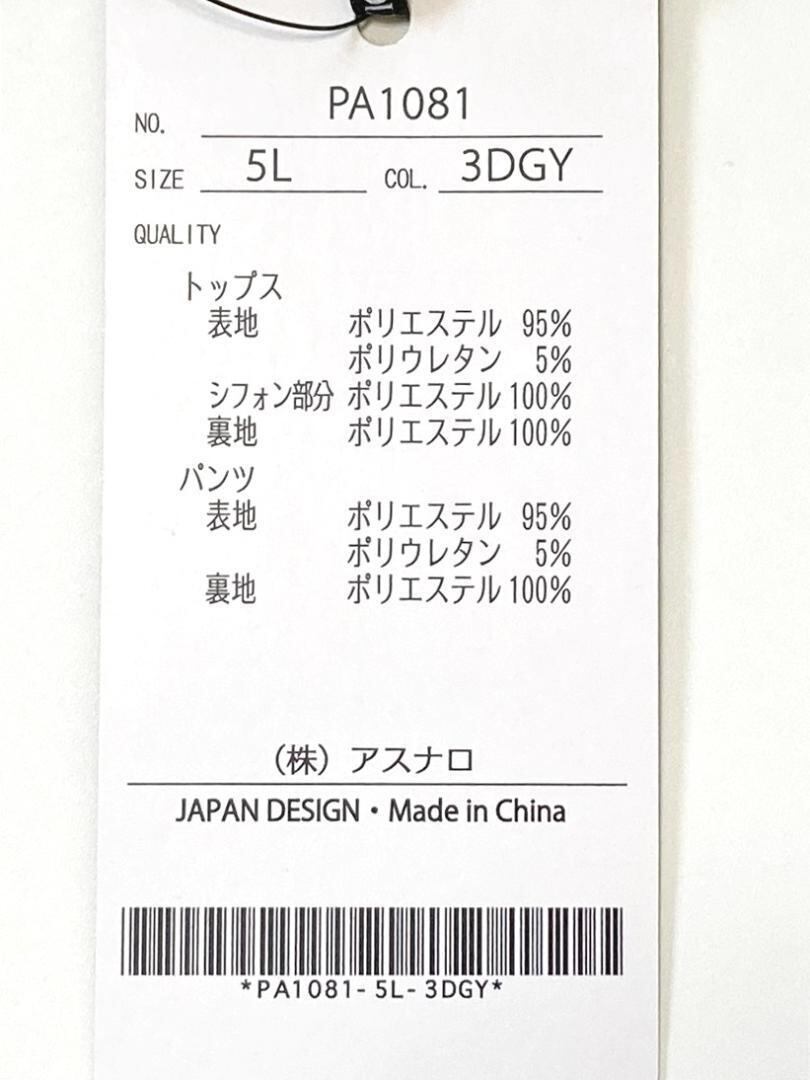 NO. PA1081
SIZE 5L COL. 3DGY
QUALITY
トップス
表地 ポリエステル 95%
ポリウレタン 5%
シフォン部分 ポリエステル 100%
裏地 ポリエステル 100%
パンツ
表地 ポリエステル 95%
ポリウレタン 5%
裏地 ポリエステル 100%
(株) アスナロ
JAPAN DESIGN・Made in China
*PA1081-5L-3DGY*